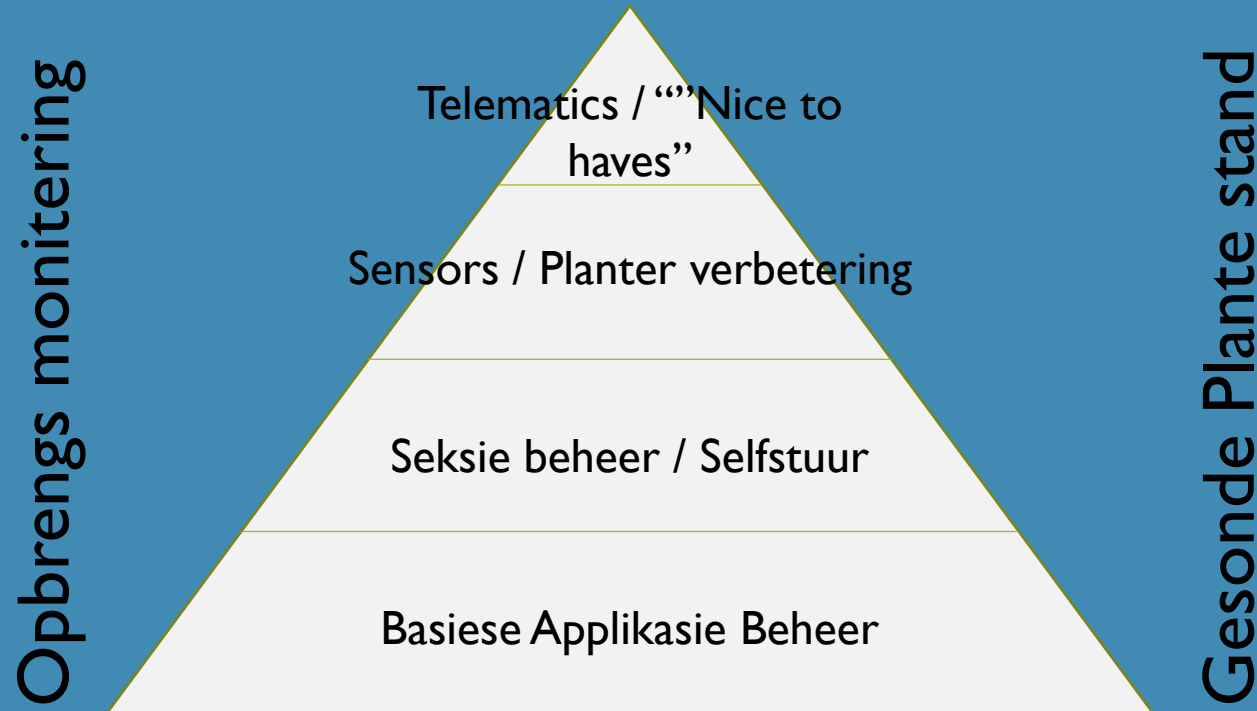 Opbrengs monitering
Telematics / “”Nice to
haves”
Sensors / Planter verbetering
Seksie beheer / Selfstuur
Basiese Applikasie Beheer
Gesonde Plante stand